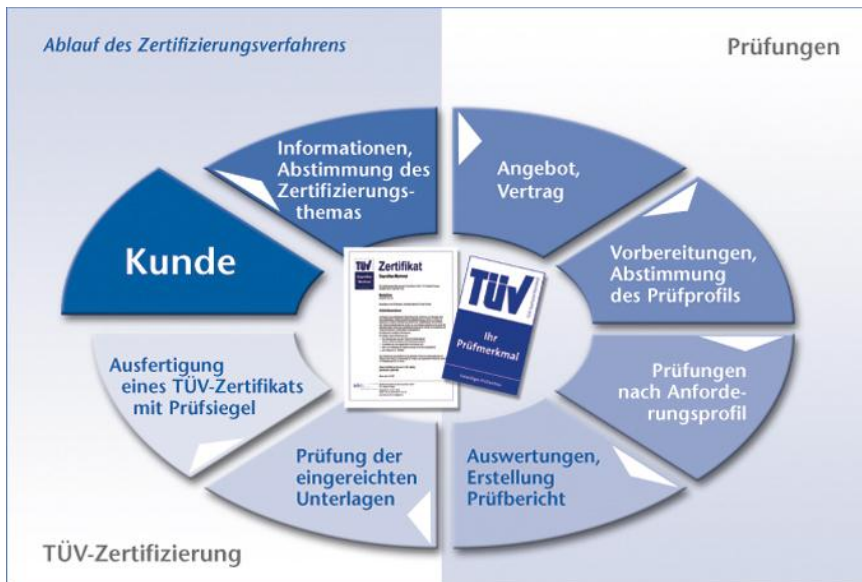 Ablauf des Zertifizierungsverfahrens
Prüfungen
Kunde
Informationen,
Abstimmung des
Zertifizierungs-
themas
Angebot,
Vertrag
Vorbereitungen,
Abstimmung
des Prüfprofils
Prüfungen
nach Anforde-
rungsprofil
Auswertungen,
Erstellung
Prüfbericht
Prüfung der
eingereichten
Unterlagen
Ausfertigung
eines TÜV-Zertifikats
mit Prüfsiegel
TÜV
Zertifikat
TÜV
Ihr
Prüfmerkmal
TÜV-Zertifizierung